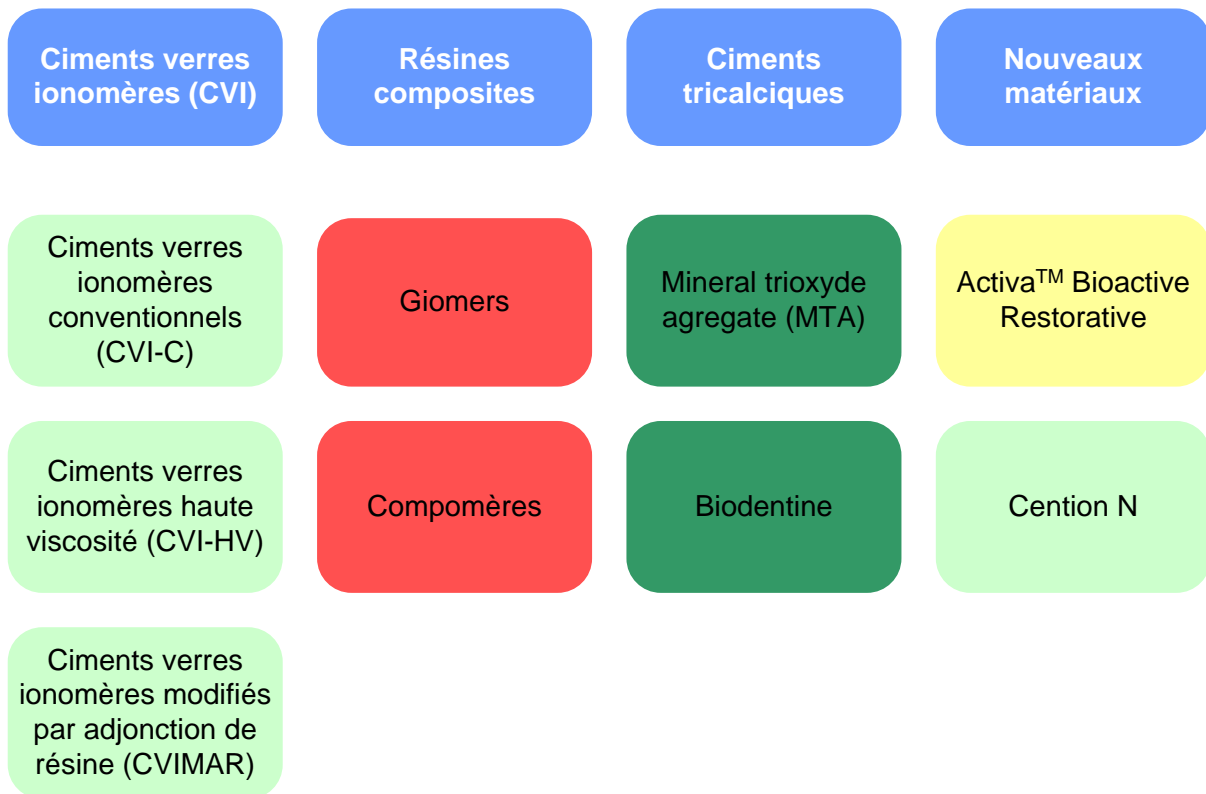 Ciments verres
ionomères (CVI)
Résines
composites
Ciments
tricalciques
Nouveaux
matériaux
Ciments verres
ionomères
conventionnels
(CVI-C)
Giomers
Mineral trioxyde
agregate (MTA)
Activa™ Bioactive
Restorative
Ciments verres
ionomères haute
viscosité (CVI-HV)
Compomères
Biodentine
Cention N
Ciments verres
ionomères modifiés
par adjonction de
résine (CVIMAR)